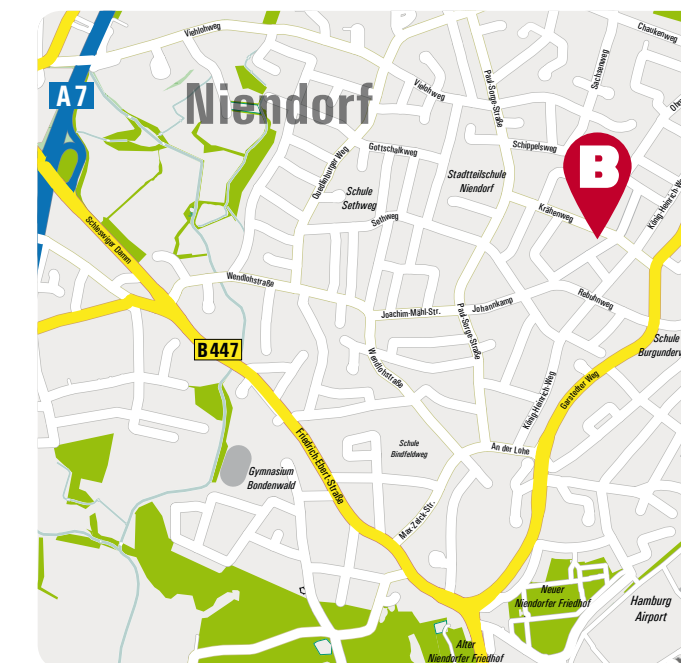 Viehlohweg
Chaukenweg
Sachsenweg
A 7
Niendorf
Vielohweg
Paul-Sorge-Straße
Schippelsweg
Quedlinburger Weg
Gottschalkweg
Stadtteilschule
Niendorf
B
Schule
Sethweg
Sethweg
Krähenweg
König-Heinrich-W
Schleswiger Damm
Wendlohstraße
Rebhuhnweg
Joachim-Mähl-Str.
Johannkamp
Paul-Sorge-Straße
B 447
Schule
Burgunderw
Wendlohstraße
König-Heinrich-Weg
Garstedter Weg
Friedrich-Ebert-Straße
Schule
Bindfeldweg
An der Lohe
Gymnasium
Bondenwald
Max-Zelck-Str.
Neuer
Niendorfer Friedhof
Hamburg
Airport
Alter
Niendorfer Friedhof